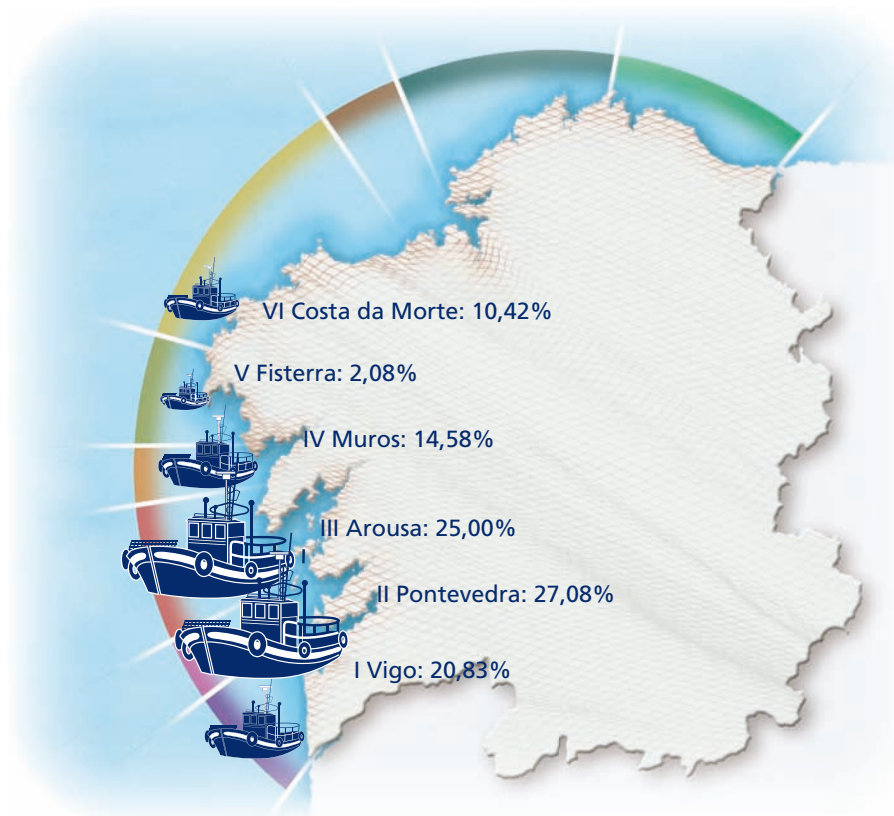 VI Costa da Morte: 10,42%
V Fisterra: 2,08%
IV Muros: 14,58%
III Arousa: 25,00%
II Pontevedra: 27,08%
I Vigo: 20,83%